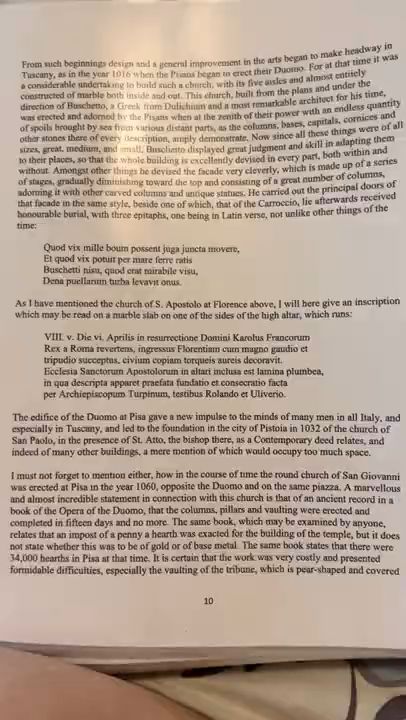 From such beginnings design and a general improvement in the arts began to make headway in
Tuscany, as in the year 1016 when the Pisans began to erect their Duomo. For at that time it was
a considerable undertaking to build such a church, with its five aisles and almost entirely
constructed of marble both inside and out. This church, built from the plans and under the
direction of Buscheto, a Greek from Dulichium and a most remarkable architect for his time,
was erected and adorned by the Pisans when at the zenith of their power with an endless quantity
of spoils brought by sea from various distant parts, as the columns, bases, capitals, cornices and
other stones there of every description, amply demonstrate. Now since all these things were of all
sizes, great, medium, and small, Buschetto displayed great judgment and skill in adapting them
to their places, so that the whole building is excellently devised in every part, both within and
without. Amongst other things he devised the facade very cleverly, which is made up of a series
of stages, gradually diminishing toward the top and consisting of a great number of columns,
adorning it with other carved columns and antique statues. He carried out the principal doors of
that facade in the same style, beside one of which, that of the Carroccio, lie afterwards received
honourable burial, with three epitaphs, one being in Latin verse, not unlike other things of the
time:
Quod vix mille boum possent juga juncta movere,
Et quod vix potuit per mare ferre ratis
Buschetti nisu, quod erat mirabile visu,
Dena puellarum turba levavit onus.
As I have mentioned the church of S. Apostolo at Florence above, I will here give an inscription
which may be read on a marble slab on one of the sides of the high altar, which runs:
VIII. v. Die vi. Aprilis in resurrectione Domini Karolus Francorum
Rex a Roma revertens, ingressus Florentiam cum magno gaudio et
tripudio succeptus, civium copiam torqueis aureis decoravit.
Ecclesia Sanctorum Apostolorum in altari inclusa est lamina plumbea,
in qua descripta apparet praefata fundatio et consecratio facta
per Archiepiscopum Turpinum, testibus Rolando et Uliverio.
The edifice of the Duomo at Pisa gave a new impulse to the minds of many men in all Italy, and
especially in Tuscany, and led to the foundation in the city of Pistoia in 1032 of the church of
San Paolo, in the presence of St. Atto, the bishop there, as a Contemporary deed relates, and
indeed of many other buildings, a mere mention of which would occupy too much space.
I must not forget to mention either, how in the course of time the round church of San Giovanni
was erected at Pisa in the year 1060, opposite the Duomo and on the same piazza. A marvellous
and almost incredible statement in connection with this church is that of an ancient record in a
book of the Opera of the Duomo, that the columns, pillars and vaulting were erected and
completed in fifteen days and no more. The same book, which may be examined by anyone,
relates that an impost of a penny a hearth was exacted for the building of the temple, but it does
not state whether this was to be of gold or of base metal. The same book states that there were
34,000 hearths in Pisa at that time. It is certain that the work was very costly and presented
formidable difficulties, especially the vaulting of the tribune, which is pear-shaped and covered
10